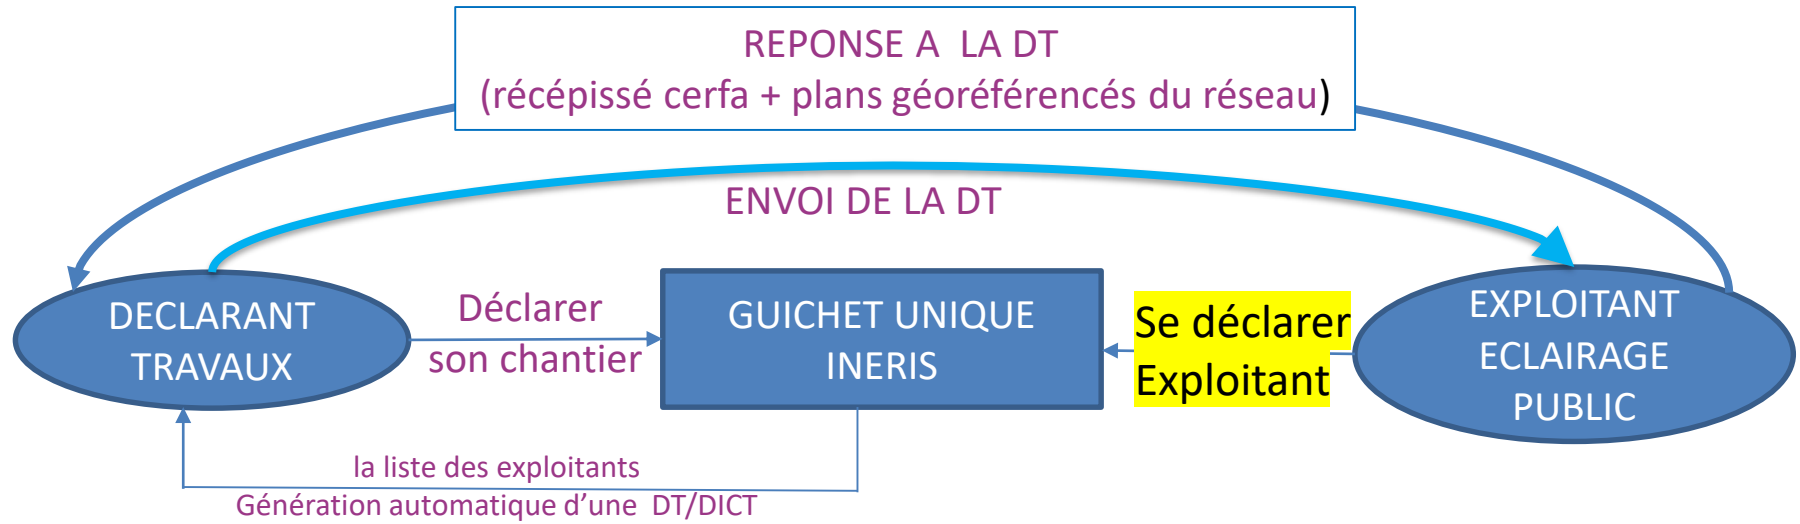 REPONSE A LA DT
(récépissé cerfa + plans géoréférencés du réseau)
ENVOI DE LA DT
DECLARANT
TRAVAUX
Déclarer
son chantier
GUICHET UNIQUE
INERIS
Se déclarer
Exploitant
EXPLOITANT
ECLAIRAGE
PUBLIC
la liste des exploitants
Génération automatique d’une DT/DICT